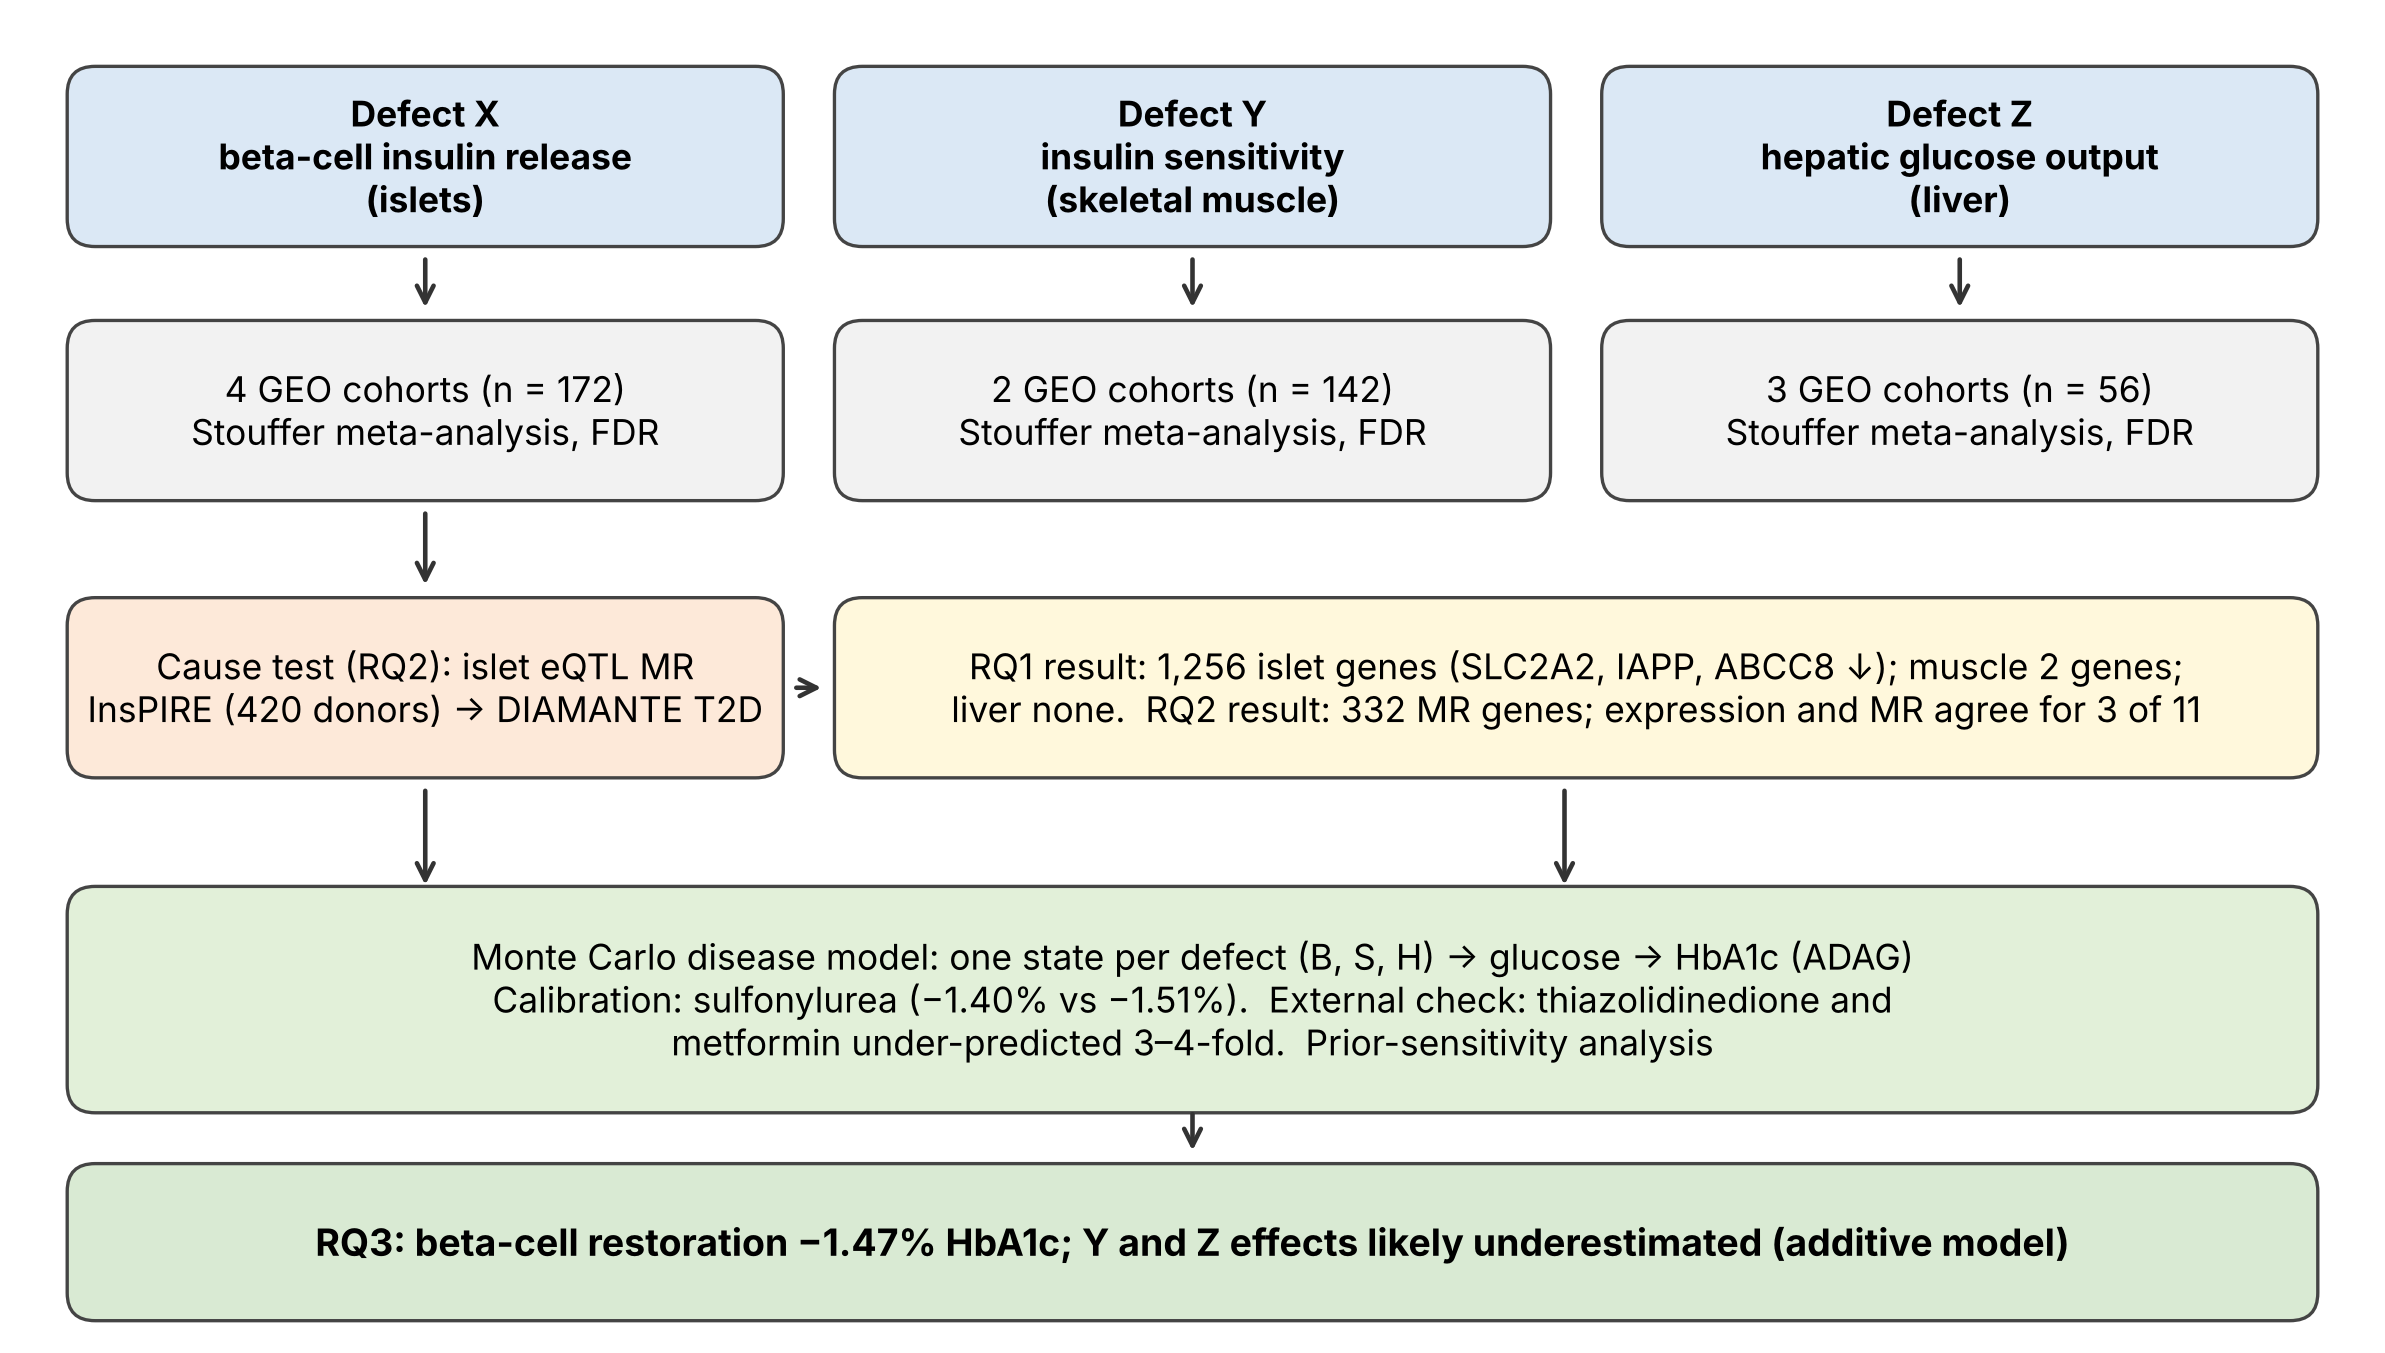 Defect X
beta-cell insulin release
(islets)
Defect Y
insulin sensitivity
(skeletal muscle)
Defect Z
hepatic glucose output
(liver)
4 GEO cohorts (n = 172)
Stouffer meta-analysis, FDR
2 GEO cohorts (n = 142)
Stouffer meta-analysis, FDR
3 GEO cohorts (n = 56)
Stouffer meta-analysis, FDR
Cause test (RQ2): islet eQTL MR
InsPIRE (420 donors) → DIAMANTE T2D
RQ1 result: 1,256 islet genes (SLC2A2, IAPP, ABCC8 ↓); muscle 2 genes;
liver none.  RQ2 result: 332 MR genes; expression and MR agree for 3 of 11
Monte Carlo disease model: one state per defect (B, S, H) → glucose → HbA1c (ADAG)
Calibration: sulfonylurea (−1.40% vs −1.51%).  External check: thiazolidinedione and
metformin under-predicted 3–4-fold.  Prior-sensitivity analysis
RQ3: beta-cell restoration −1.47% HbA1c; Y and Z effects likely underestimated (additive model)